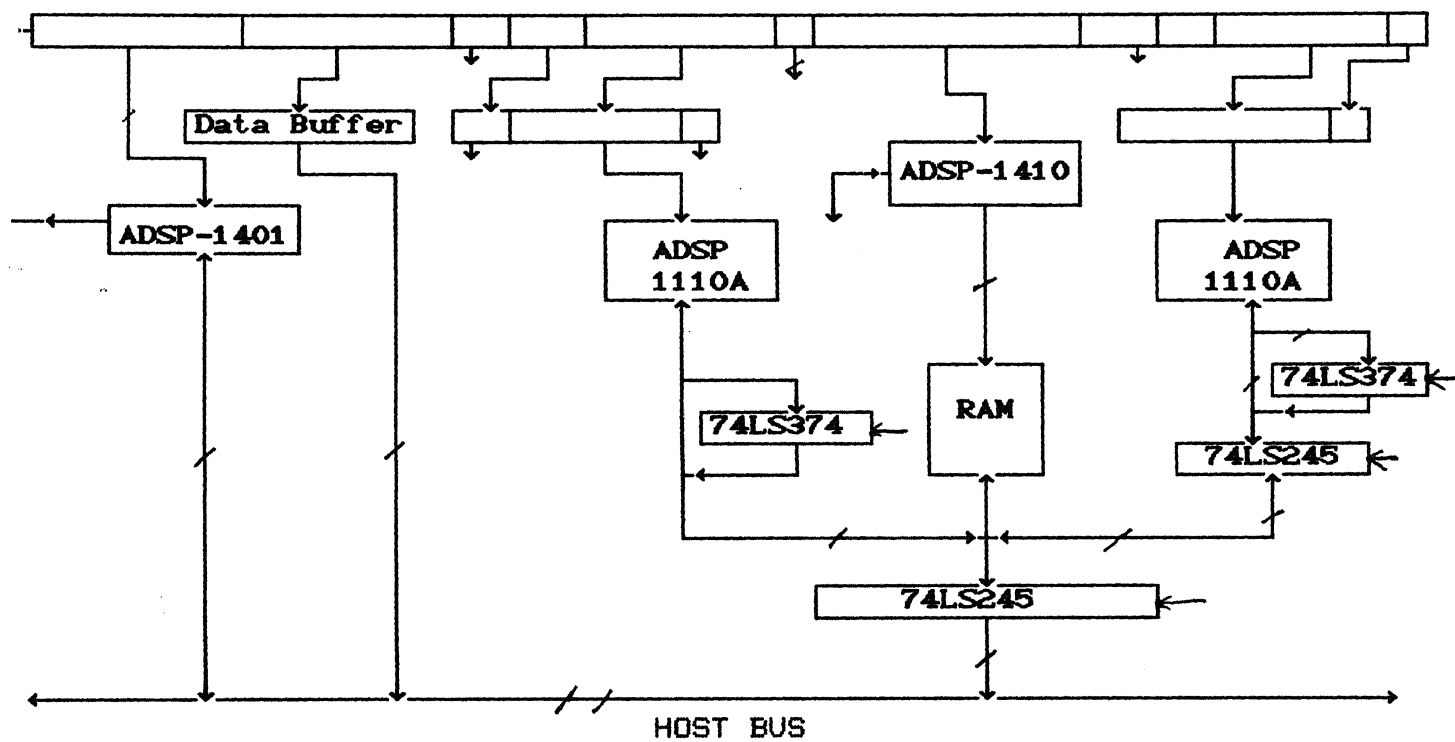 Data Buffer
ADSP-1410
ADSP-1401
ADSP
1110A
ADSP
1110A
74LS374
RAM
74LS374
74LS245
74LS245
HOST BUS